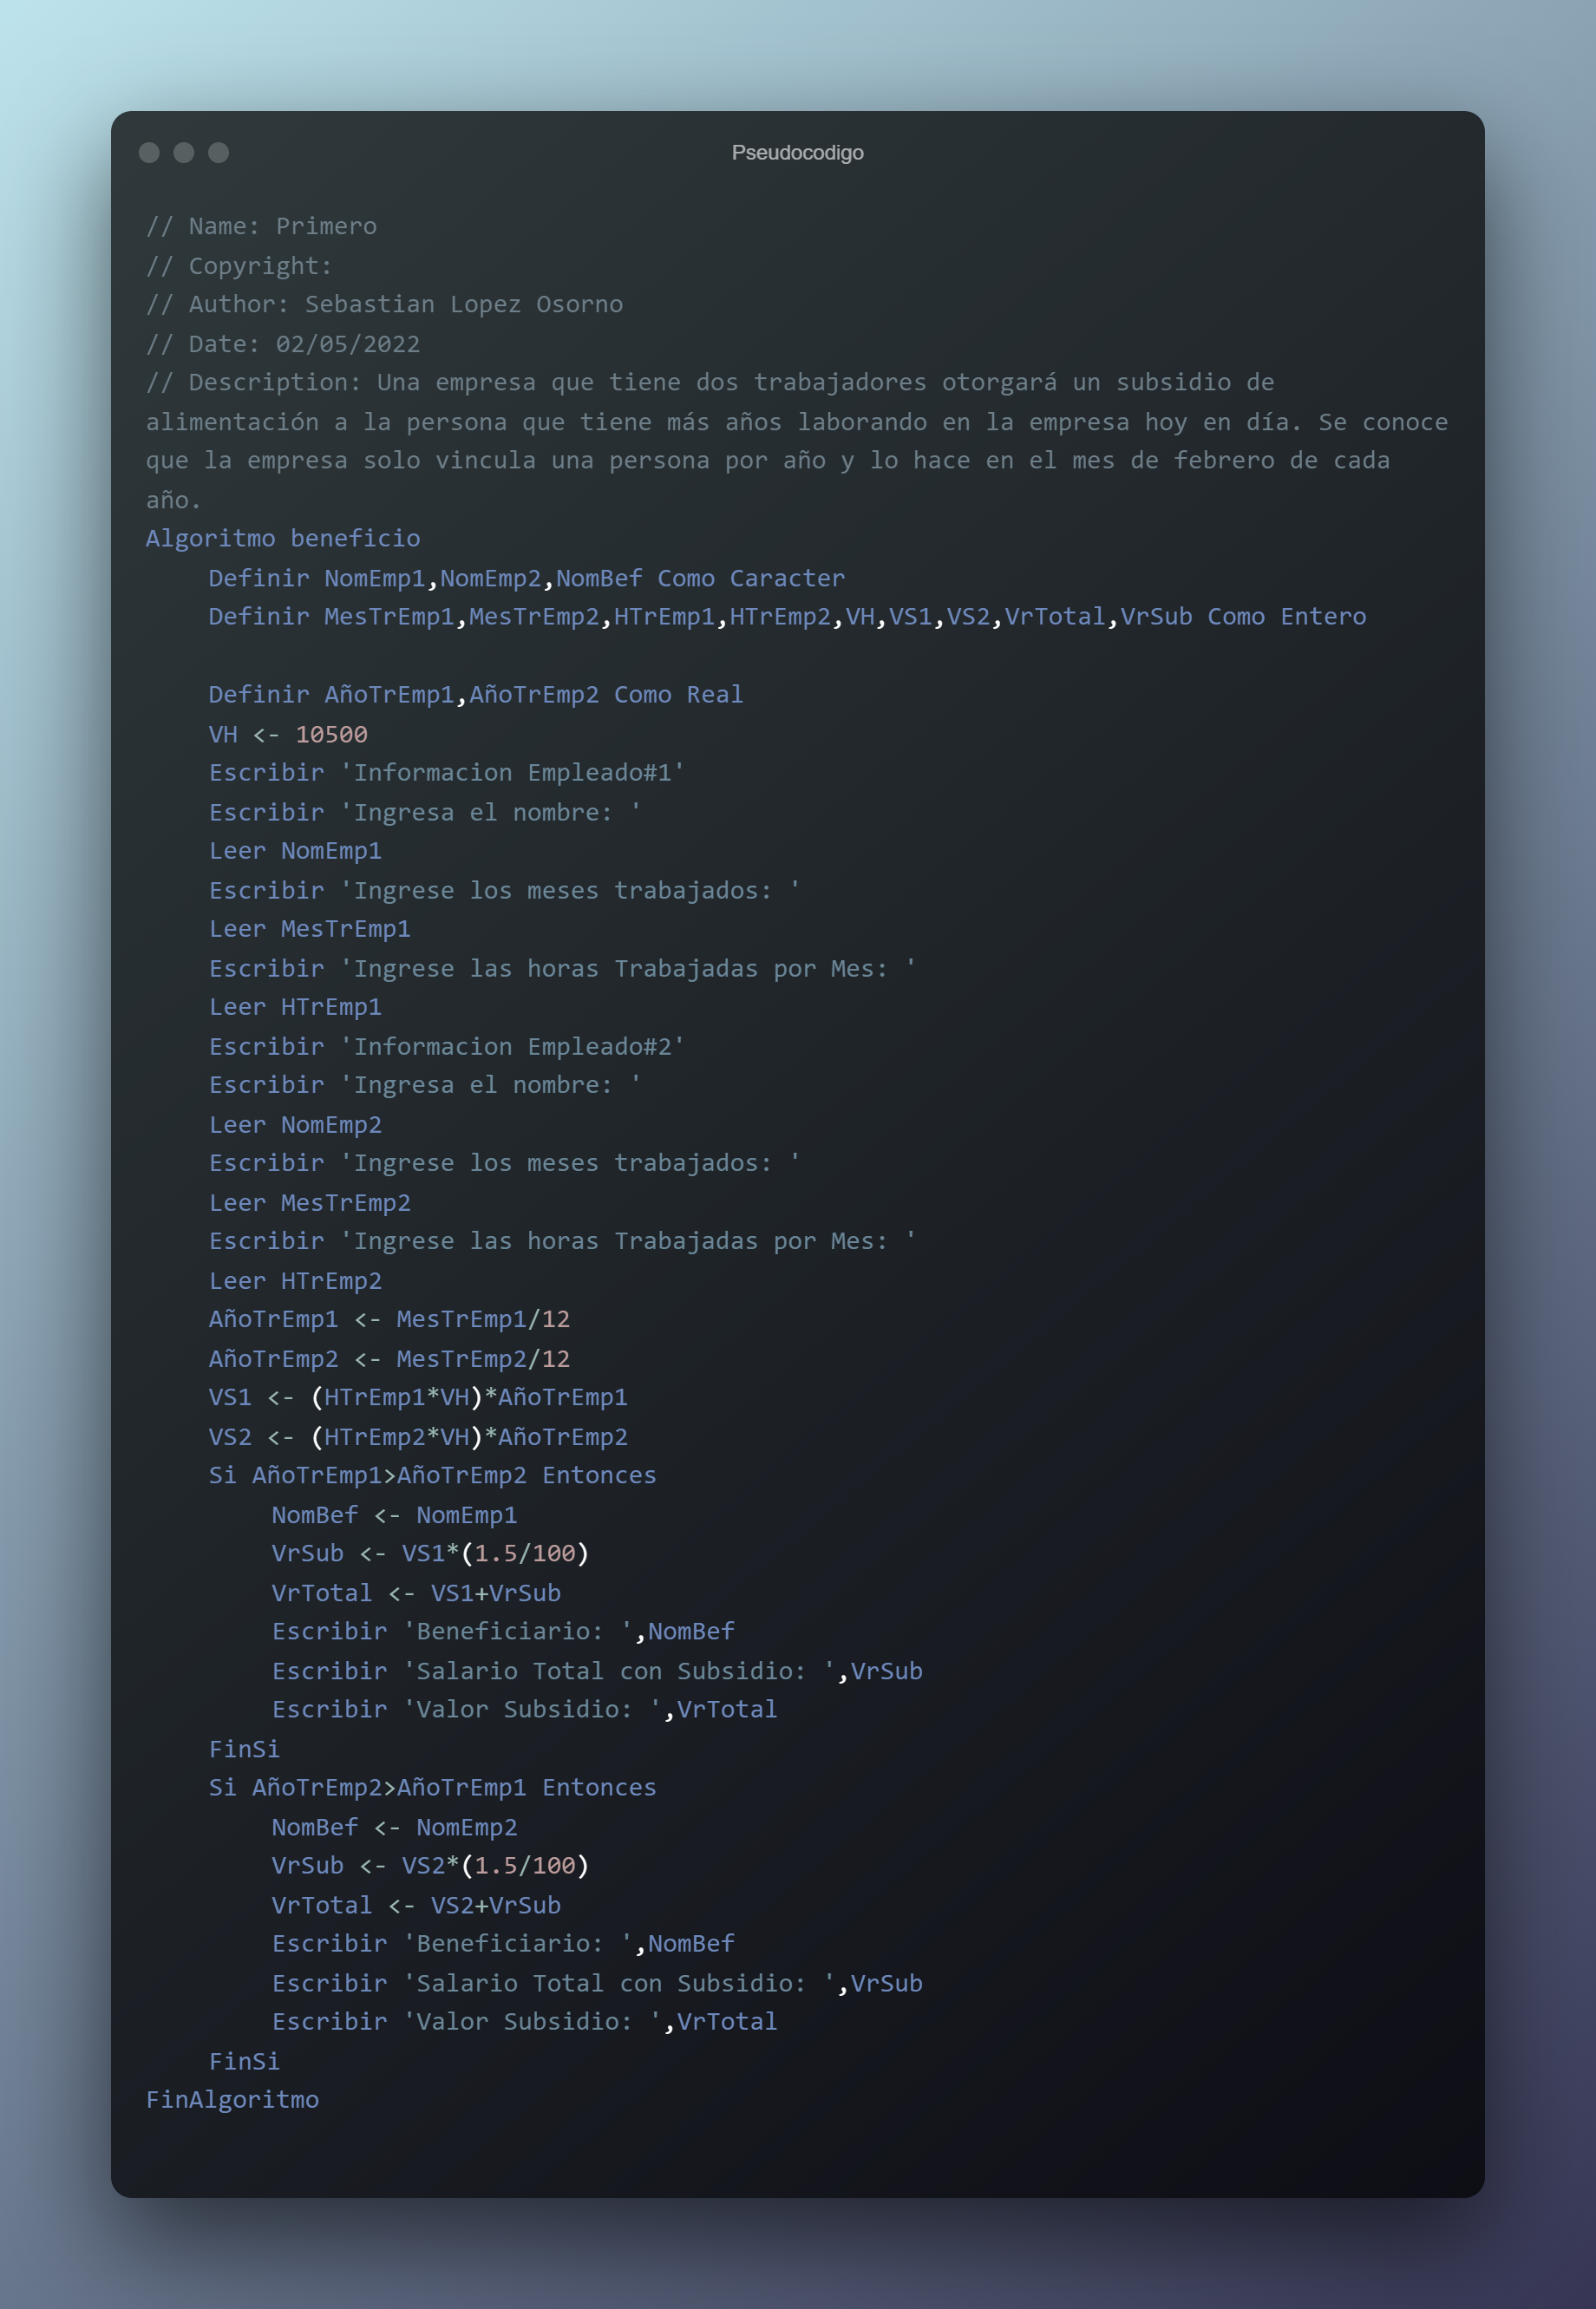 Pseudocodigo
// Name: Primero
// Copyright:
// Author: Sebastian Lopez Osorno
// Date: 02/05/2022
// Description: Una empresa que tiene dos trabajadores otorgará un subsidio de
alimentación a la persona que tiene más años laborando en la empresa hoy en día. Se conoce
que la empresa solo vincula una persona por año y lo hace en el mes de febrero de cada
año.
Algoritmo beneficio
    Definir NomEmp1,NomEmp2,NomBef Como Caracter
    Definir MesTrEmp1,MesTrEmp2,HTrEmp1,HTrEmp2,VH,VS1,VS2,VrTotal,VrSub Como Entero
    Definir AñoTrEmp1,AñoTrEmp2 Como Real
    VH <- 10500
    Escribir 'Informacion Empleado#1'
    Escribir 'Ingresa el nombre: '
    Leer NomEmp1
    Escribir 'Ingrese los meses trabajados: '
    Leer MesTrEmp1
    Escribir 'Ingrese las horas Trabajadas por Mes: '
    Leer HTrEmp1
    Escribir 'Informacion Empleado#2'
    Escribir 'Ingresa el nombre: '
    Leer NomEmp2
    Escribir 'Ingrese los meses trabajados: '
    Leer MesTrEmp2
    Escribir 'Ingrese las horas Trabajadas por Mes: '
    Leer HTrEmp2
    AñoTrEmp1 <- MesTrEmp1/12
    AñoTrEmp2 <- MesTrEmp2/12
    VS1 <- (HTrEmp1*VH)*AñoTrEmp1
    VS2 <- (HTrEmp2*VH)*AñoTrEmp2
    Si AñoTrEmp1>AñoTrEmp2 Entonces
        NomBef <- NomEmp1
        VrSub <- VS1*(1.5/100)
        VrTotal <- VS1+VrSub
        Escribir 'Beneficiario: ',NomBef
        Escribir 'Salario Total con Subsidio: ',VrSub
        Escribir 'Valor Subsidio: ',VrTotal
    FinSi
    Si AñoTrEmp2>AñoTrEmp1 Entonces
        NomBef <- NomEmp2
        VrSub <- VS2*(1.5/100)
        VrTotal <- VS2+VrSub
        Escribir 'Beneficiario: ',NomBef
        Escribir 'Salario Total con Subsidio: ',VrSub
        Escribir 'Valor Subsidio: ',VrTotal
    FinSi
FinAlgoritmo